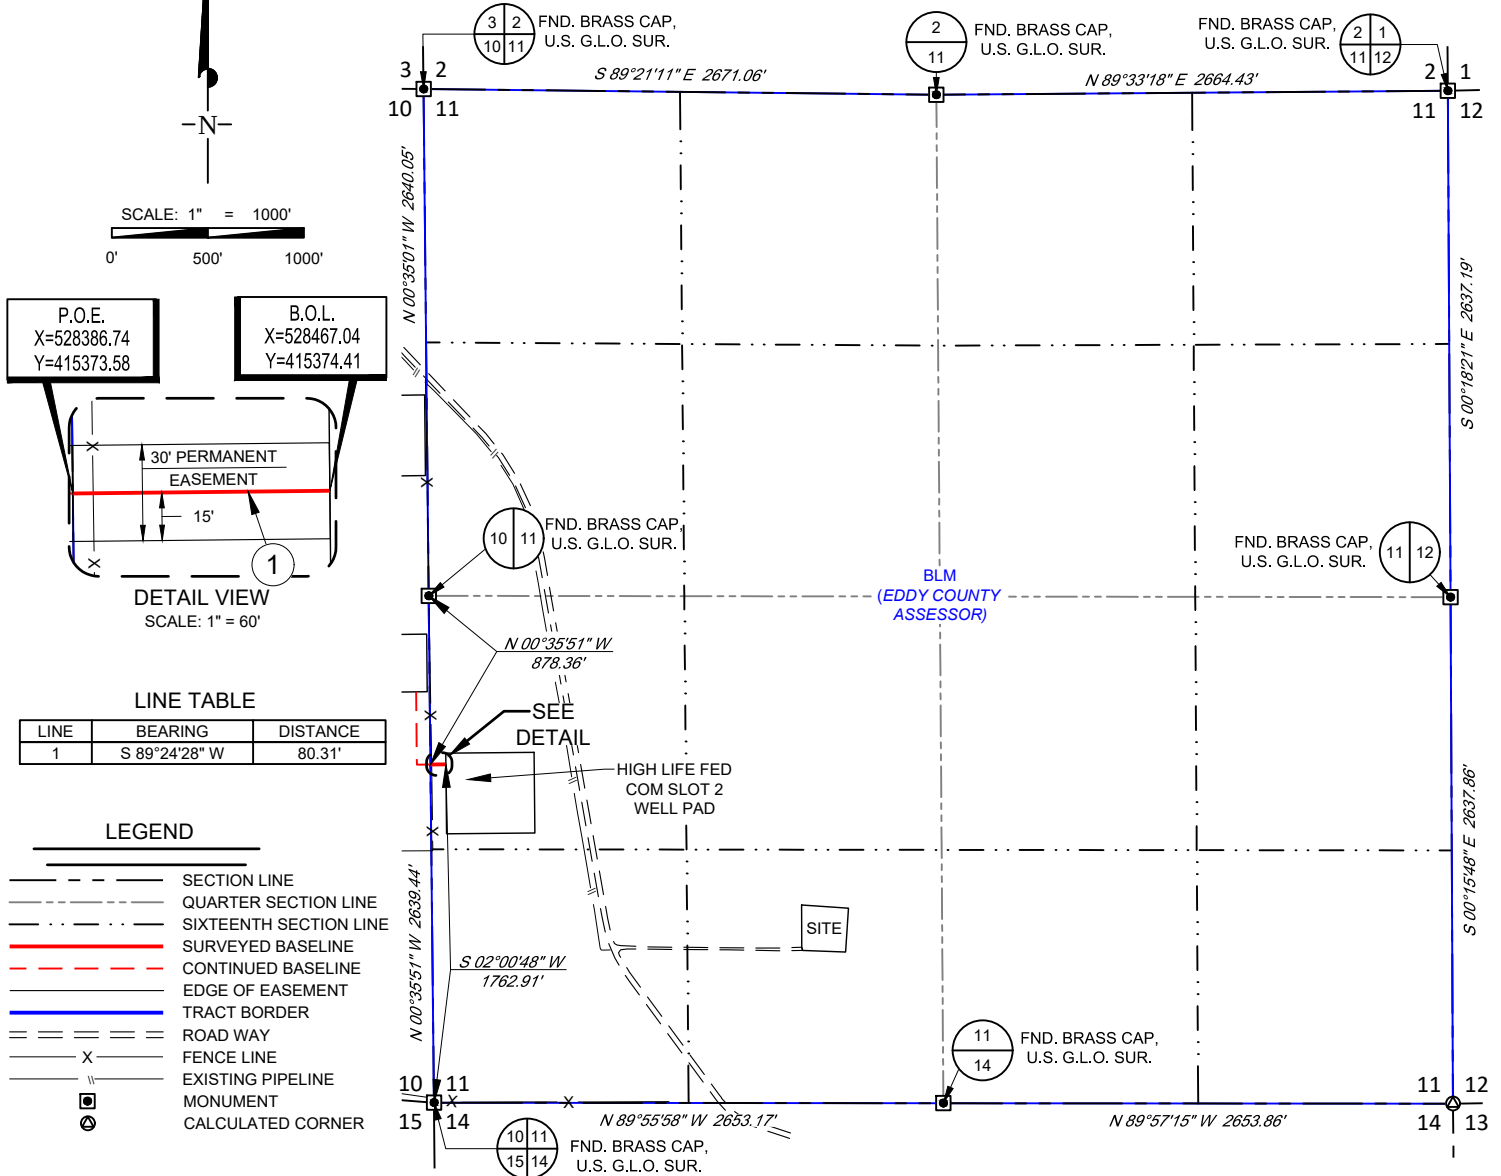 3 2
10 11
FND. BRASS CAP,
U.S. G.L.O. SUR.
2
11
FND. BRASS CAP,
U.S. G.L.O. SUR.
FND. BRASS CAP,
U.S. G.L.O. SUR.
2 1
11 12
3 2
10 11
S 89°21'11" E 2671.06'
N 89°33'18" E 2664.43'
2 1
11 12
N
SCALE: 1" = 1000'
0' 500' 1000'
N 00°35'01" W 2640.05'
S 00°18'21" E 2637.19'
P.O.E.
X=528386.74
Y=415373.58
B.O.L.
X=528467.04
Y=415374.41
X
30' PERMANENT
EASEMENT
15'
X
1
DETAIL VIEW
SCALE: 1" = 60'
X
10 11
FND. BRASS CAP,
U.S. G.L.O. SUR.
FND. BRASS CAP,
U.S. G.L.O. SUR.
11 12
BLM
(EDDY COUNTY
ASSESSOR)
N 00°35'51" W
878.36'
X
SEE
DETAIL
HIGH LIFE FED
COM SLOT 2
WELL PAD
X
LINE TABLE
LINE BEARING DISTANCE
1 S 89°24'28" W 80.31'
LEGEND
SECTION LINE
QUARTER SECTION LINE
SIXTEENTH SECTION LINE
SURVEYED BASELINE
CONTINUED BASELINE
EDGE OF EASEMENT
TRACT BORDER
ROAD WAY
X FENCE LINE
EXISTING PIPELINE
MONUMENT
CALCULATED CORNER
N 00°35'51" W 2639.44'
S 02°00'48" W
1762.91'
SITE
S 00°15'48" E 2637.86'
11
14
FND. BRASS CAP,
U.S. G.L.O. SUR.
10 11
15 14
X X
N 89°55'58" W 2653.17'
N 89°57'15" W 2653.86'
11 12
14 13
10 11
15 14
FND. BRASS CAP,
U.S. G.L.O. SUR.